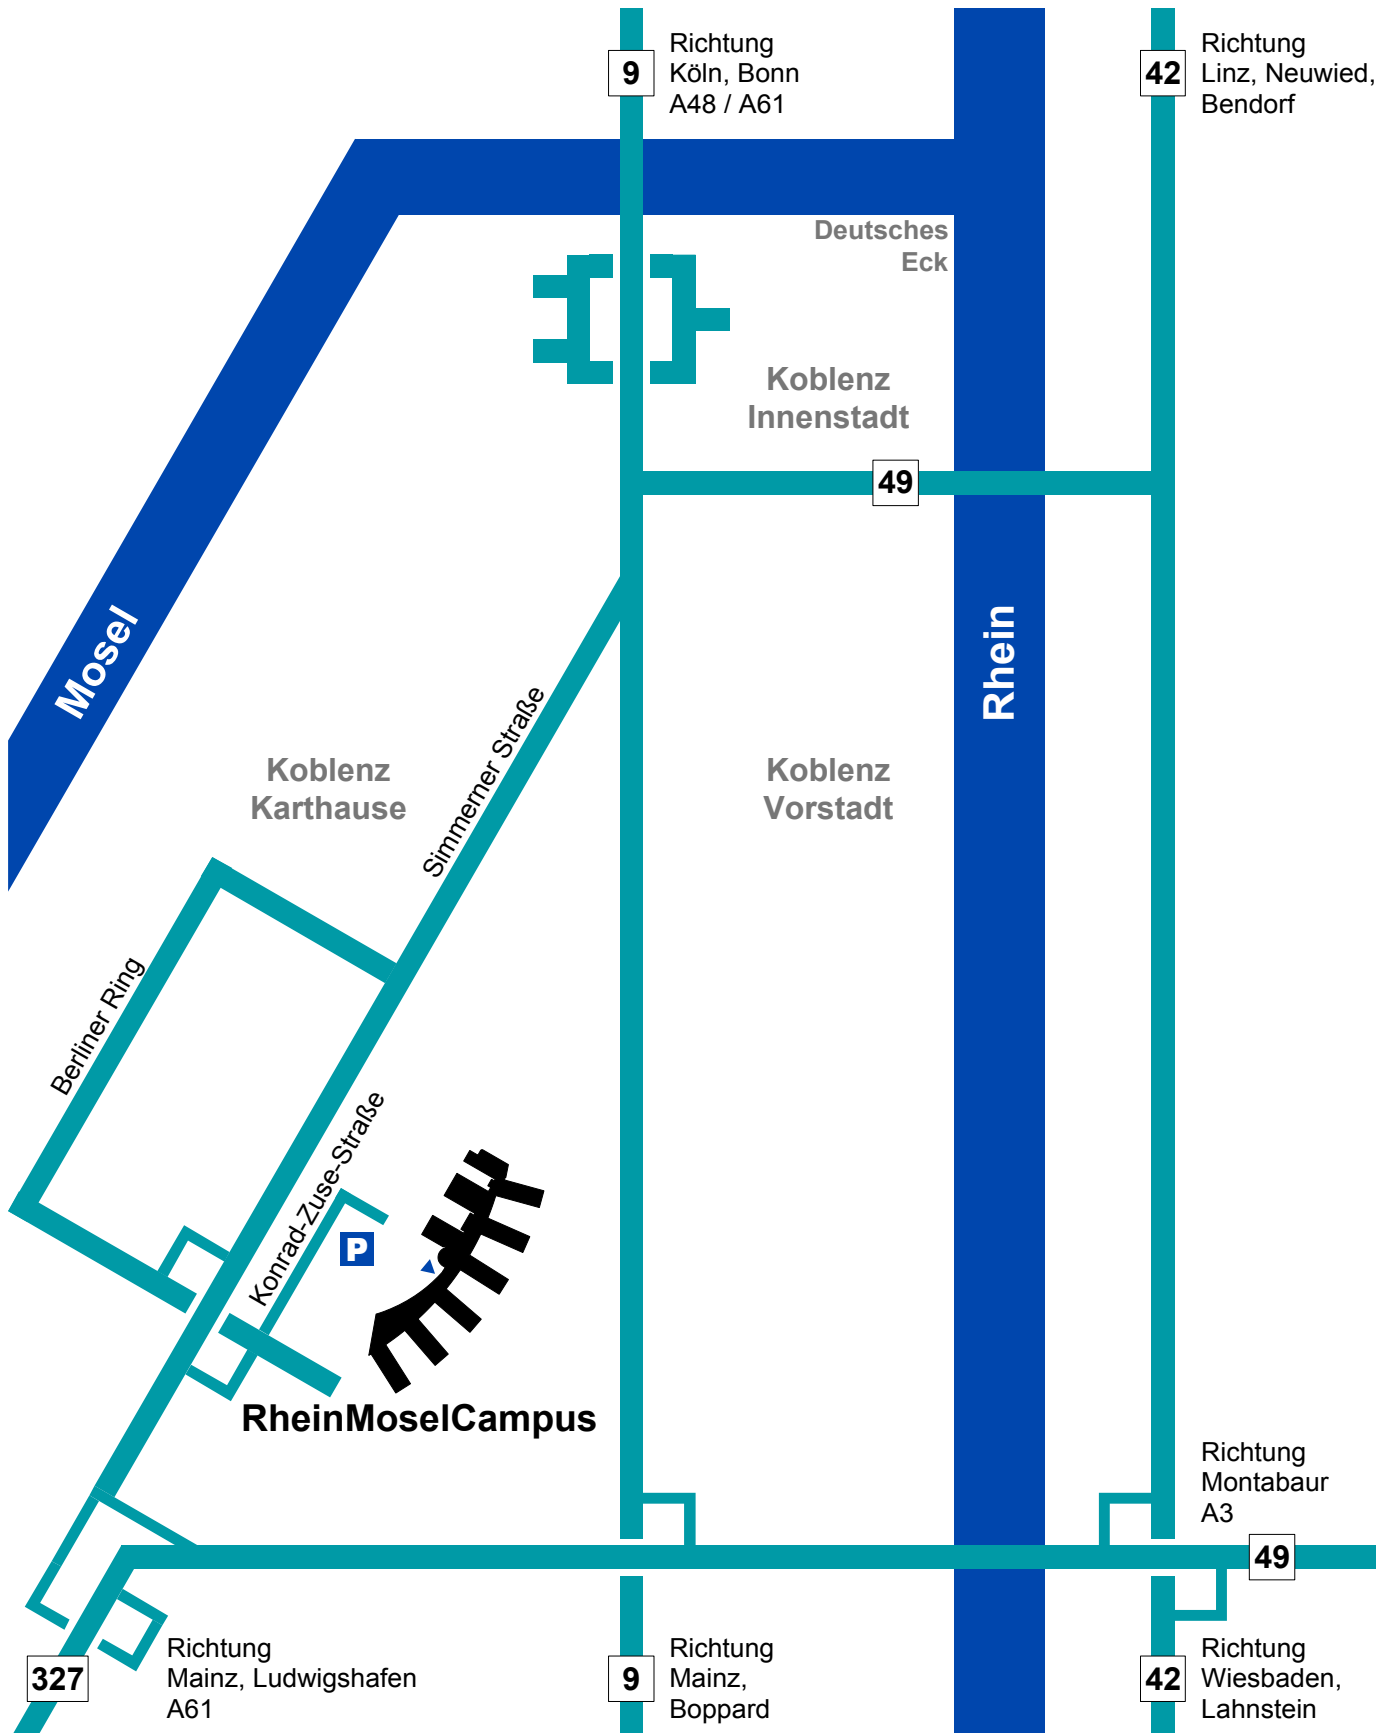 9
Richtung
Köln, Bonn
A48 / A61
42
Richtung
Linz, Neuwied,
Bendorf
Deutsches
Eck
Koblenz
Innenstadt
49
Mosel
Rhein
Simmerner Straße
Koblenz
Karthause
Koblenz
Vorstadt
Berliner Ring
Konrad-Zuse-Straße
P
RheinMoselCampus
Richtung
Montabaur
A3
49
327
Richtung
Mainz, Ludwigshafen
A61
9
Richtung
Mainz,
Boppard
42
Richtung
Wiesbaden,
Lahnstein